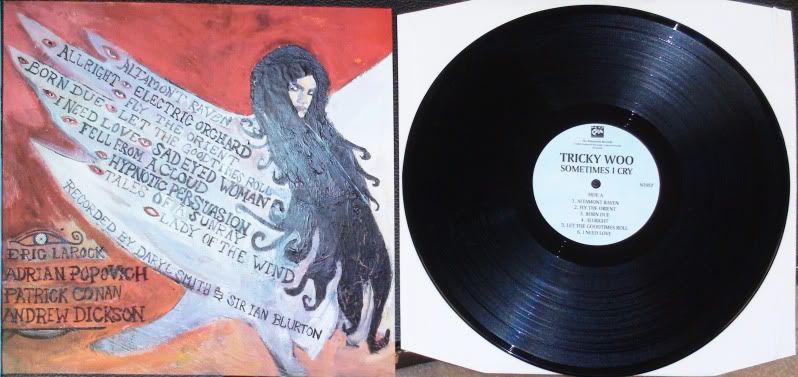 ALTAMONT RAVEN
ALLRIGHT ELECTRIC ORCHARD
FLY THE ORIENT
BORN DUE LET THE GOODTIMES ROLL
I NEED LOVE SAD EYED WOMAN
FELL FROM A CLOUD
HYPNOTIC PERSUASION
TALES OF A SUNRAY
LADY OF THE WIND
RECORDED BY DARYL SMITH & SIR IAN BLURTON
ERIC LAROCK
ADRIAN POPOVICH
PATRICK CONAN
ANDREW DICKSON
TRICKY WOO
SOMETIMES I CRY
SIDE A
1. ALTAMONT RAVEN
2. FLY THE ORIENT
3. BORN DUE
4. ALLRIGHT
5. LET THE GOODTIMES ROLL
6. I NEED LOVE